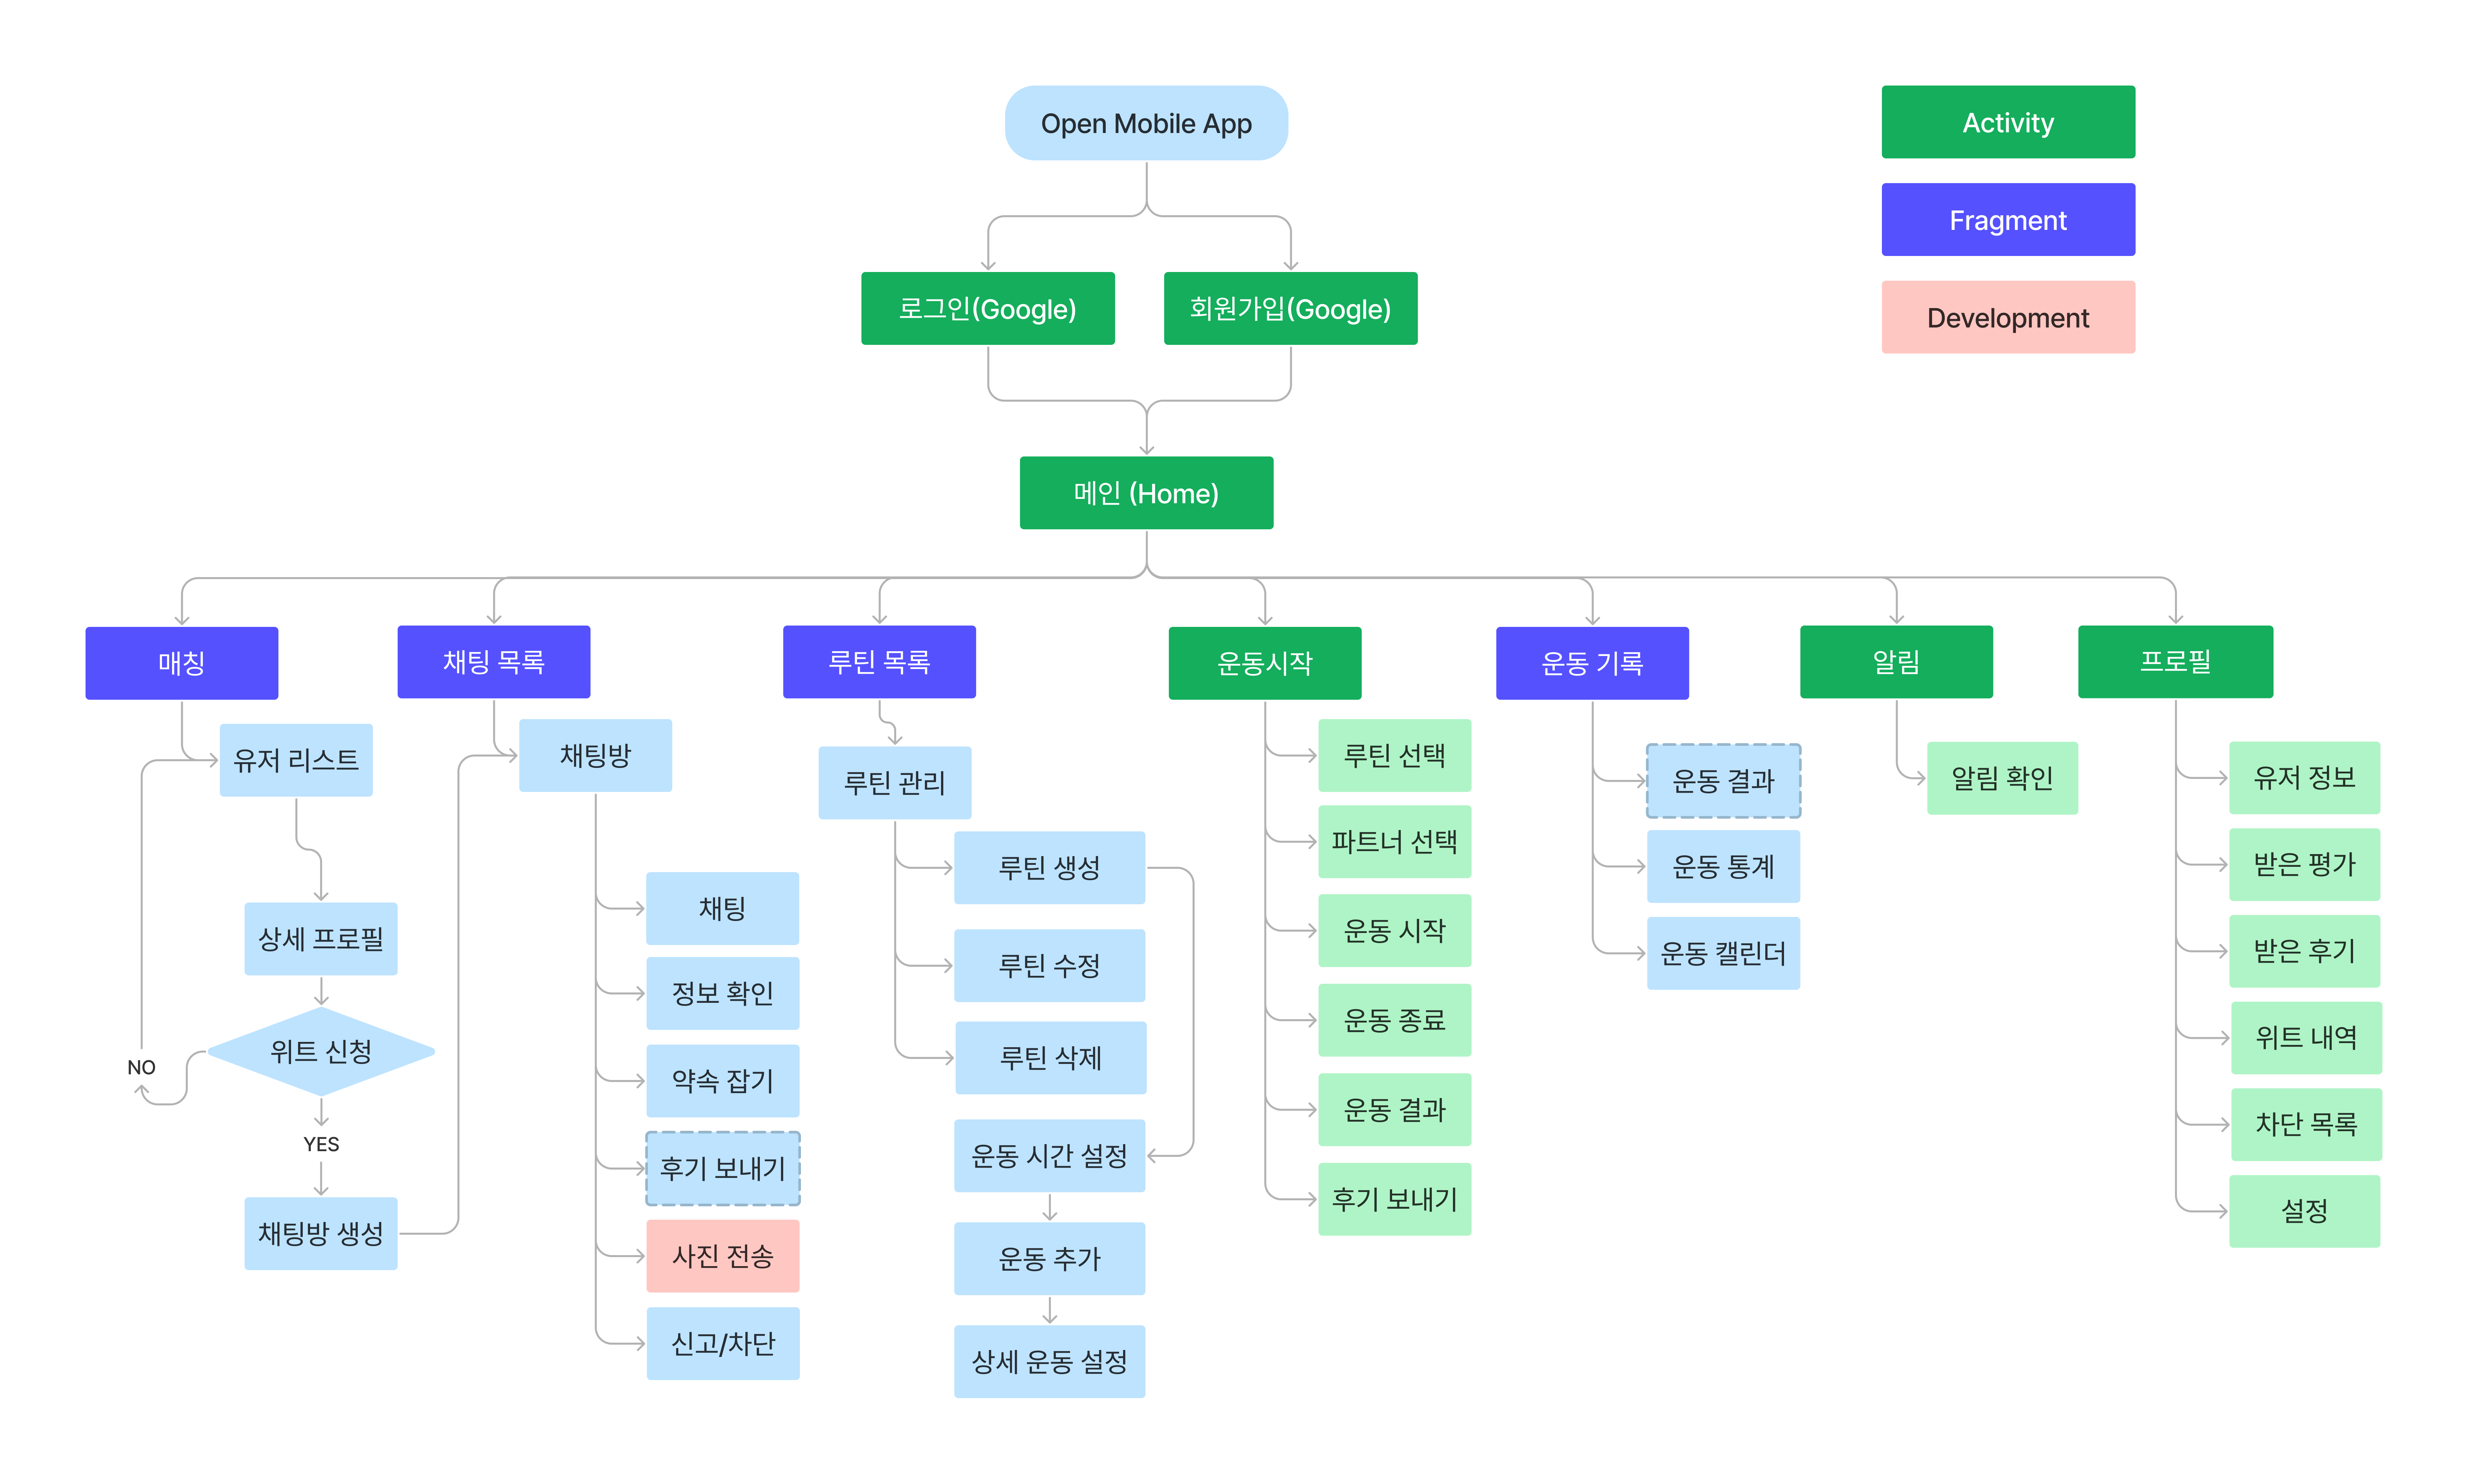 Open Mobile App
Activity
Fragment
Development
로그인(Google)
회원가입(Google)
메인 (Home)
매칭
채팅 목록
루틴 목록
운동시작
운동 기록
알림
프로필
유저 리스트
상세 프로필
위트 신청
NO
YES
채팅방 생성
채팅방
채팅
정보 확인
약속 잡기
후기 보내기
사진 전송
신고/차단
루틴 관리
루틴 생성
루틴 수정
루틴 삭제
운동 시간 설정
운동 추가
상세 운동 설정
루틴 선택
파트너 선택
운동 시작
운동 종료
운동 결과
후기 보내기
운동 결과
운동 통계
운동 캘린더
알림 확인
유저 정보
받은 평가
받은 후기
위트 내역
차단 목록
설정